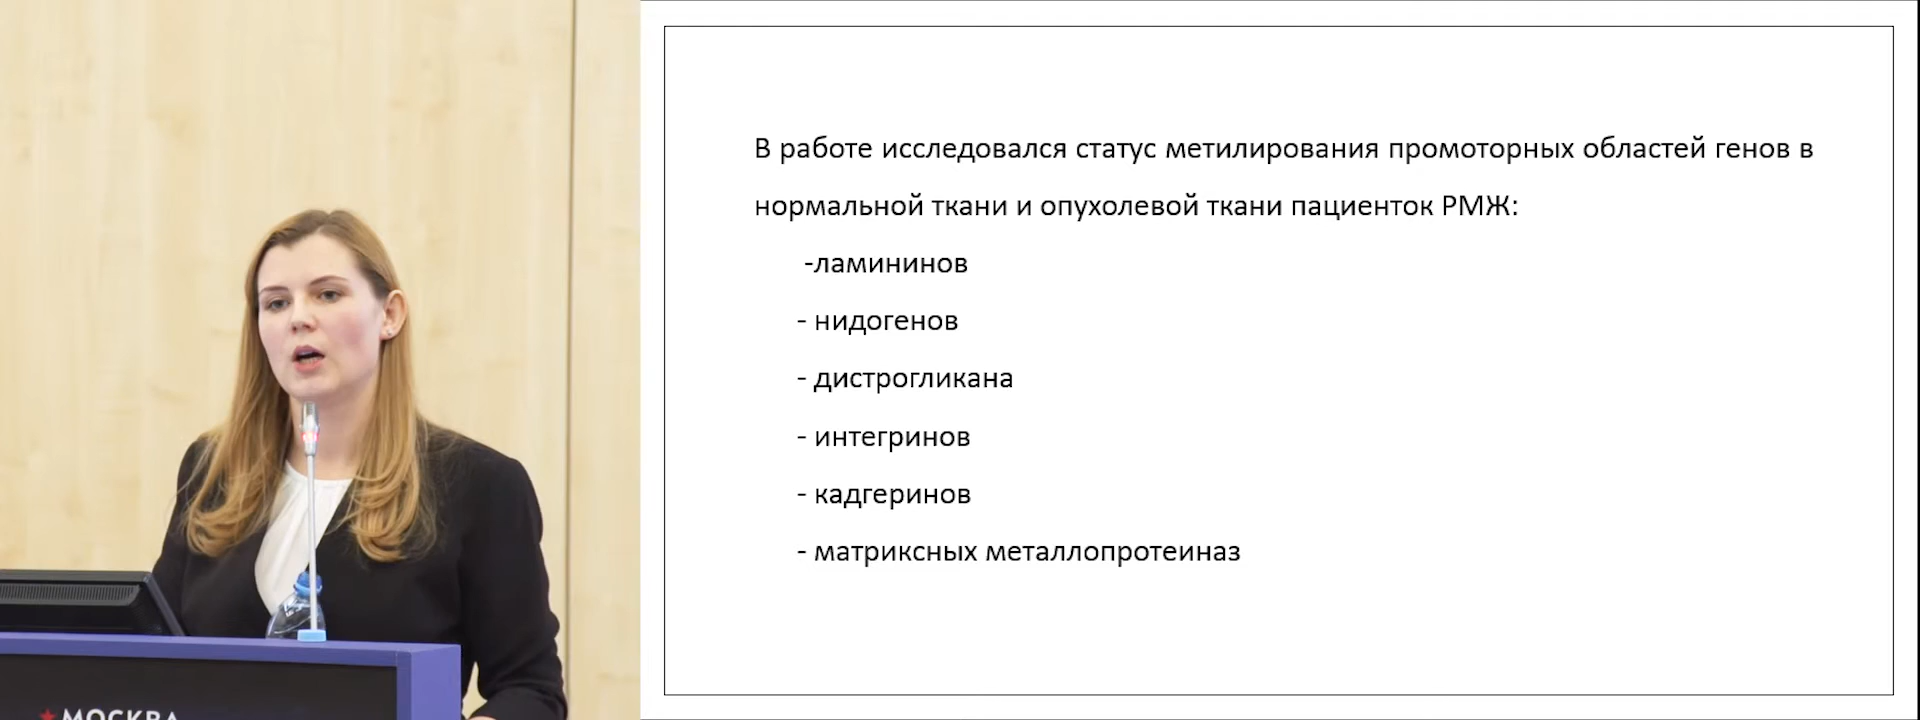 В работе исследовался статус метилирования промоторных областей генов в
нормальной ткани и опухолевой ткани пациенток РМЖ:
-ламининов
- нидогенов
- дистрогликана
- интегринов
- кадгеринов
- матриксных металлопротеиназ
МОСКВА